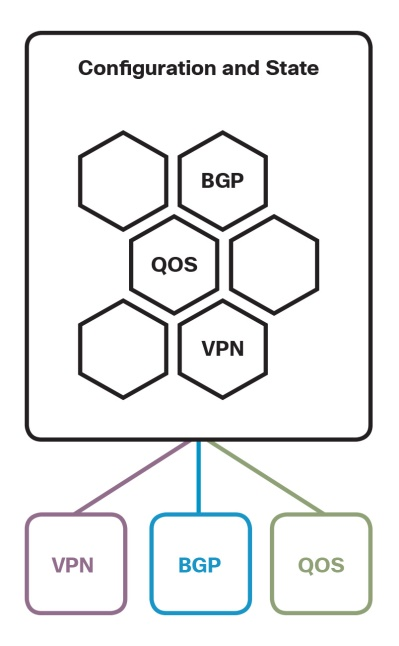 Configuration and State
BGP
QOS
VPN
VPN
BGP
QOS